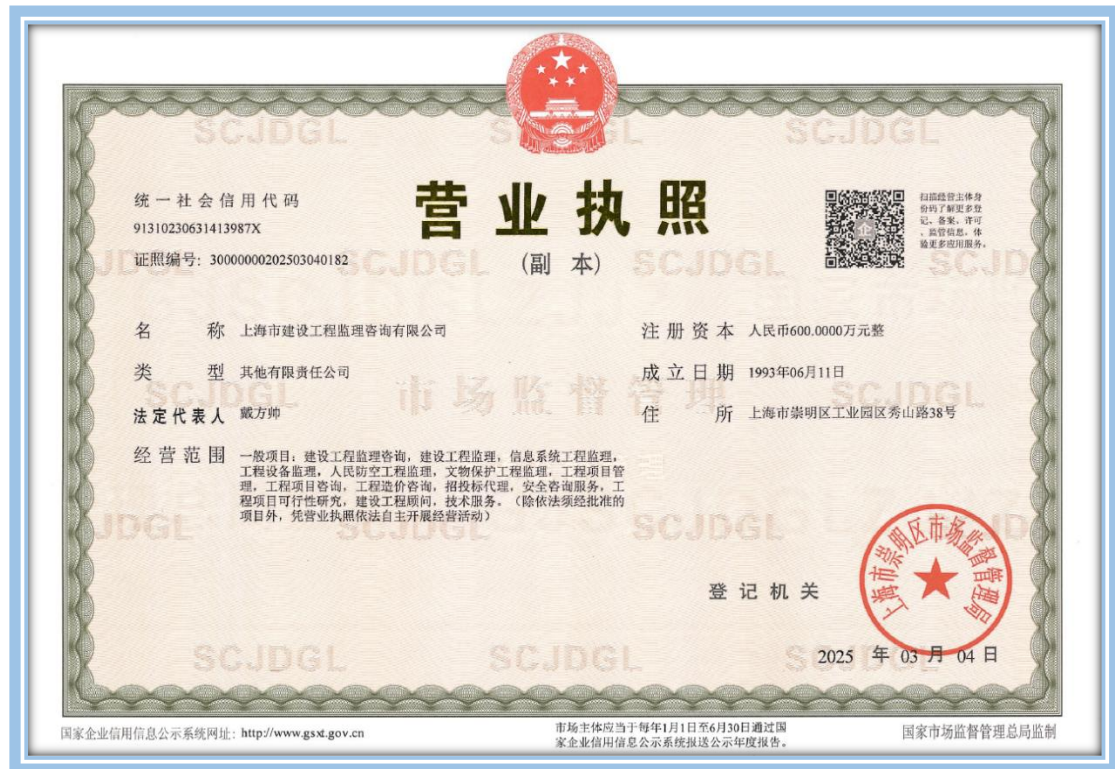 统一社会信用代码
91310230631413987X
证照编号：30000000202503040182
营业执照
（副 本）
扫描经营主体身
份码了解更多登
记、备案、许可
、监管信息，体
验更多应用服务。
名 称 上海市建设工程监理咨询有限公司
类 型 其他有限责任公司
法定代表人 戴方帅
经营范围 一般项目：建设工程监理咨询，建设工程监理，信息系统工程监理，
工程设备监理，人民防空工程监理，文物保护工程监理，工程项目管
理，工程项目咨询，工程造价咨询，招投标代理，安全咨询服务，工
程项目可行性研究，建设工程顾问，技术服务。（除依法须经批准的
项目外，凭营业执照依法自主开展经营活动）
注册资本 人民币600.0000万元整
成立日期 1993年06月11日
住 所 上海市崇明区工业园区秀山路38号
SCJDGL
市场监督管理
登记机关
上海市崇明区市场监督管理局
2025 年 03 月 04 日
国家企业信用信息公示系统网址：http://www.gsxt.gov.cn
市场主体应当于每年1月1日至6月30日通过国
家企业信用信息公示系统报送公示年度报告。
国家市场监督管理总局监制